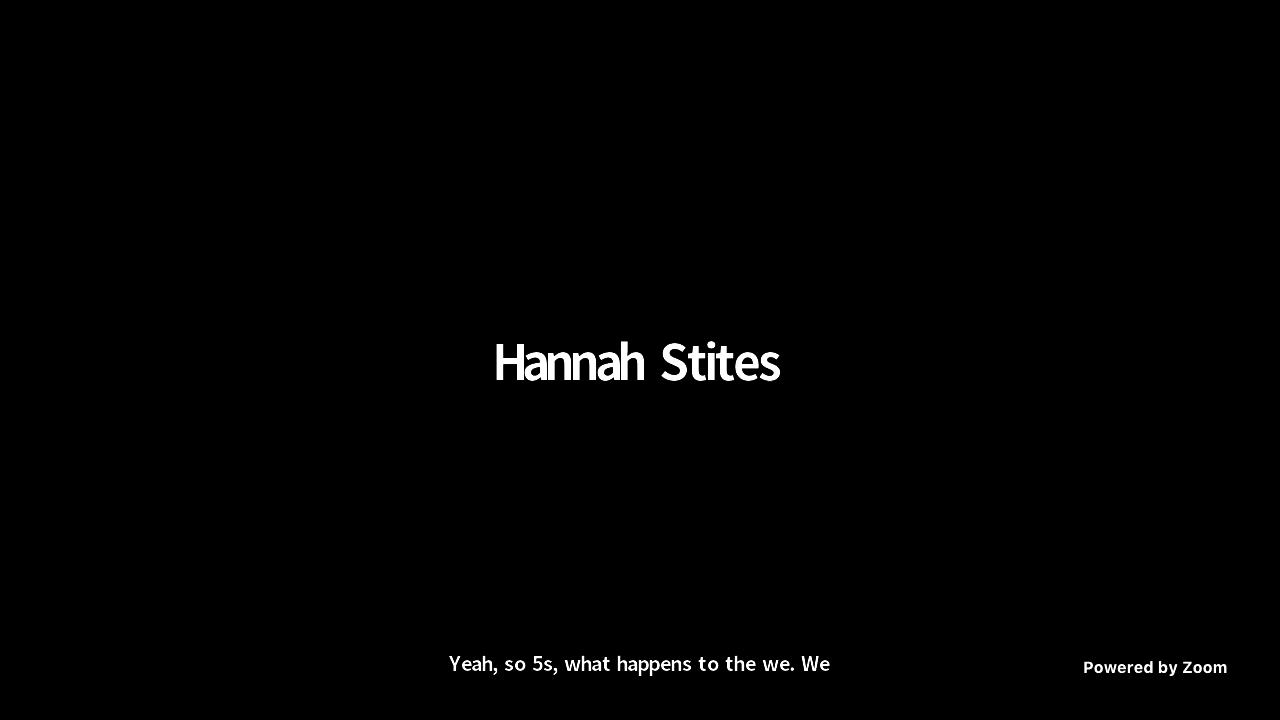 Hannah Stites
Yeah, so 5s, what happens to the we. We
Powered by Zoom